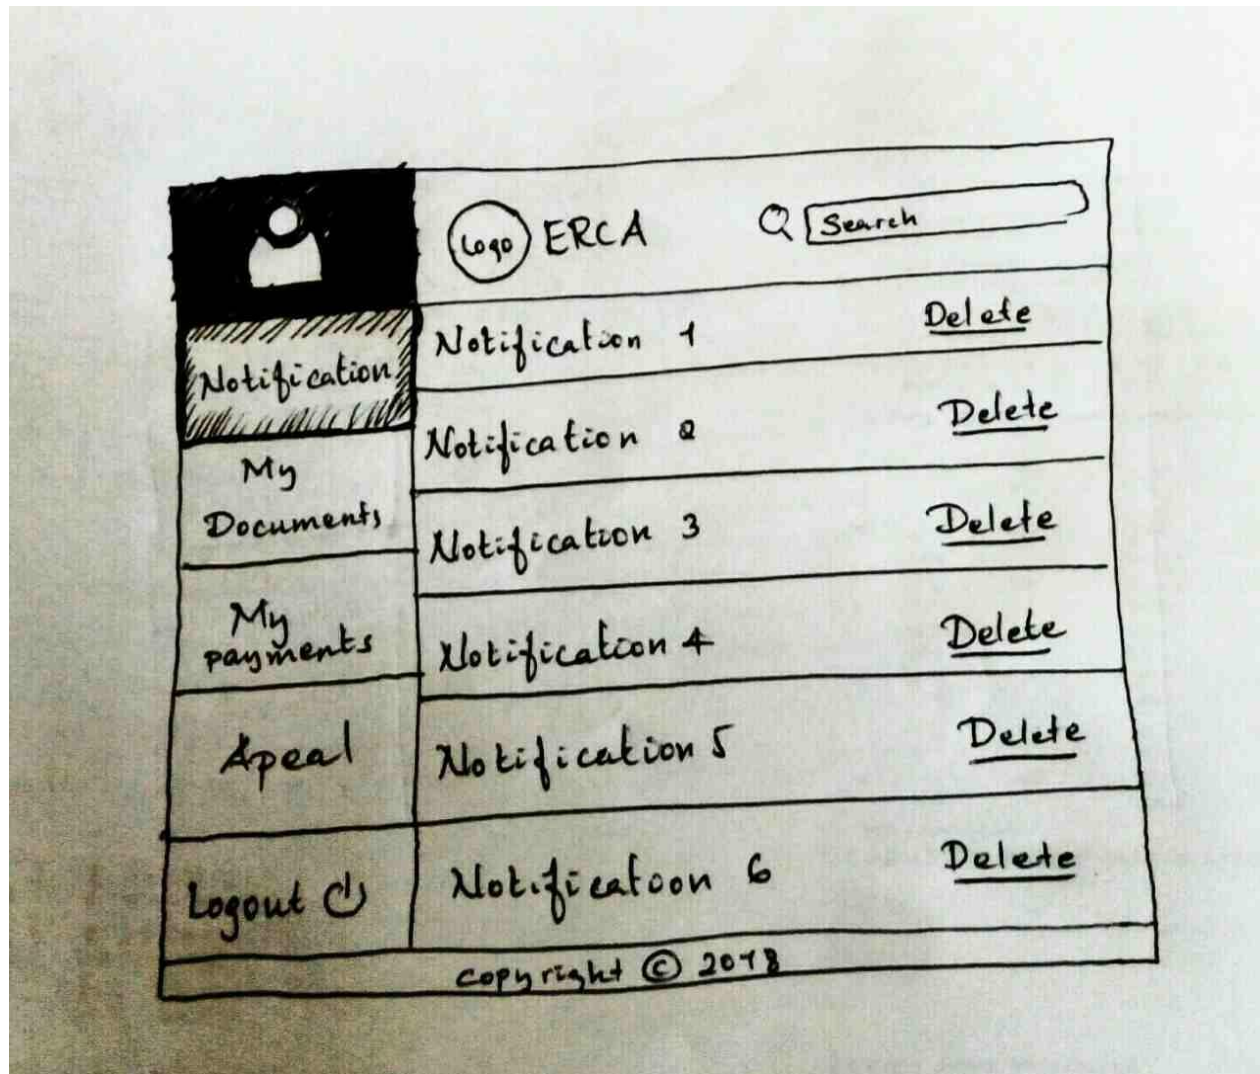 Logo ERCA Search
Notification
My
Documents
My
payments
Apeal
Logout
Notification 1 Delete
Notification 2 Delete
Notification 3 Delete
Notification 4 Delete
Notification 5 Delete
Notificatoon 6 Delete
copyright © 2018